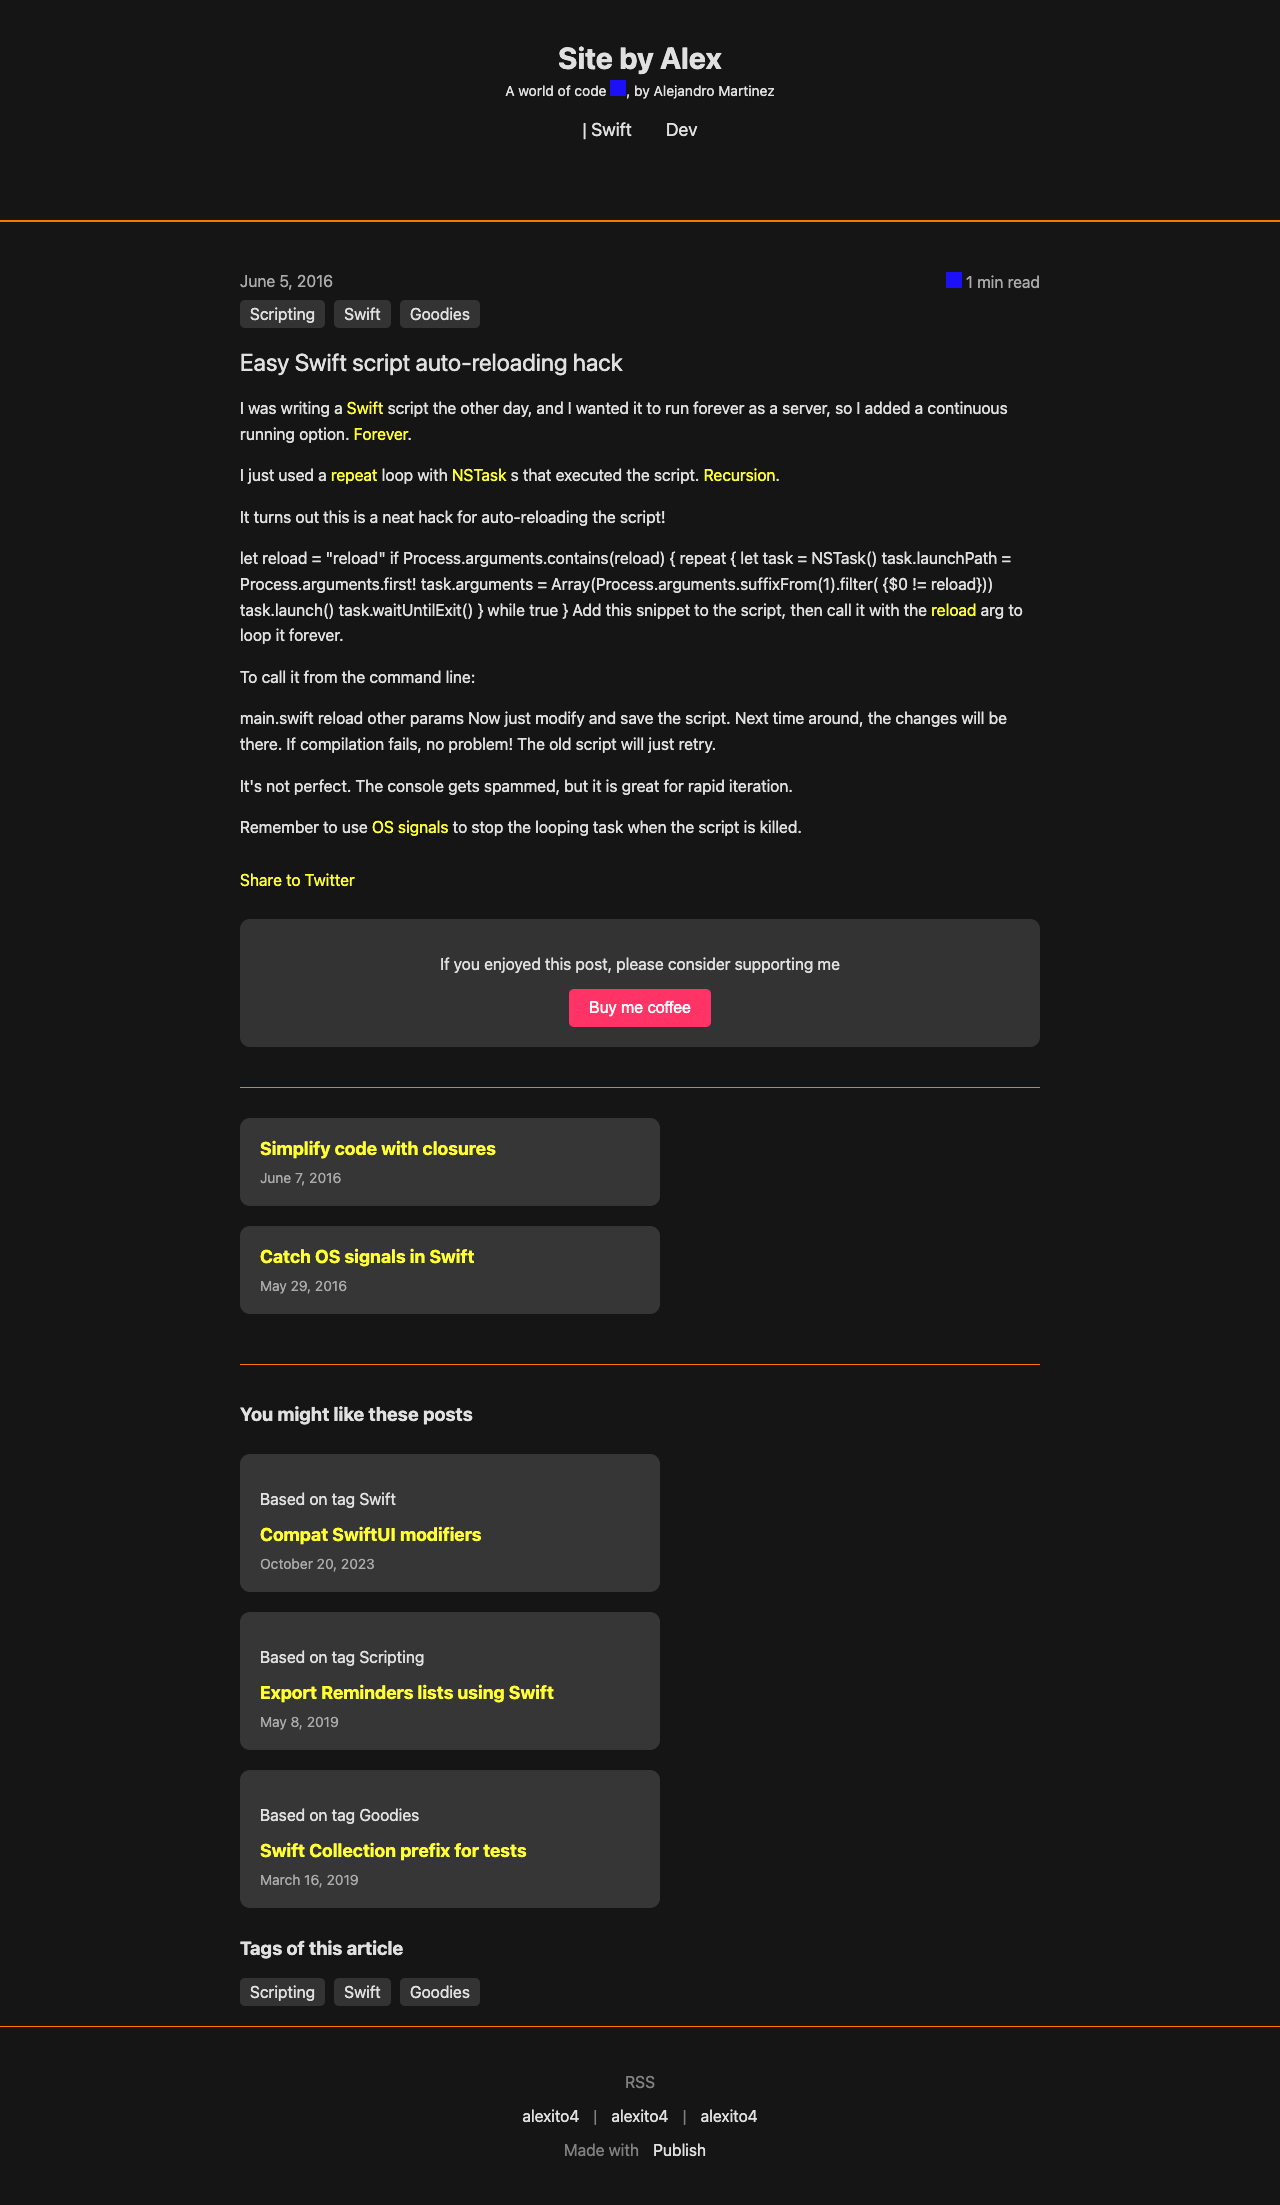 Site by Alex
A world of code , by Alejandro Martinez
| Swift Dev
June 5, 2016
1 min read
Scripting Swift Goodies
Easy Swift script auto-reloading hack
I was writing a Swift script the other day, and I wanted it to run forever as a server, so I added a continuous
running option. Forever.
I just used a repeat loop with NSTask s that executed the script. Recursion.
It turns out this is a neat hack for auto-reloading the script!
let reload = "reload" if Process.arguments.contains(reload) { repeat { let task = NSTask() task.launchPath =
Process.arguments.first! task.arguments = Array(Process.arguments.suffixFrom(1).filter( {$0 != reload}))
task.launch() task.waitUntilExit() } while true } Add this snippet to the script, then call it with the reload arg to
loop it forever.
To call it from the command line:
main.swift reload other params Now just modify and save the script. Next time around, the changes will be
there. If compilation fails, no problem! The old script will just retry.
It's not perfect. The console gets spammed, but it is great for rapid iteration.
Remember to use OS signals to stop the looping task when the script is killed.
Share to Twitter
If you enjoyed this post, please consider supporting me
Buy me coffee
Simplify code with closures
June 7, 2016
Catch OS signals in Swift
May 29, 2016
You might like these posts
Based on tag Swift
Compat SwiftUI modifiers
October 20, 2023
Based on tag Scripting
Export Reminders lists using Swift
May 8, 2019
Based on tag Goodies
Swift Collection prefix for tests
March 16, 2019
Tags of this article
Scripting Swift Goodies
RSS
alexito4 | alexito4 | alexito4
Made with Publish